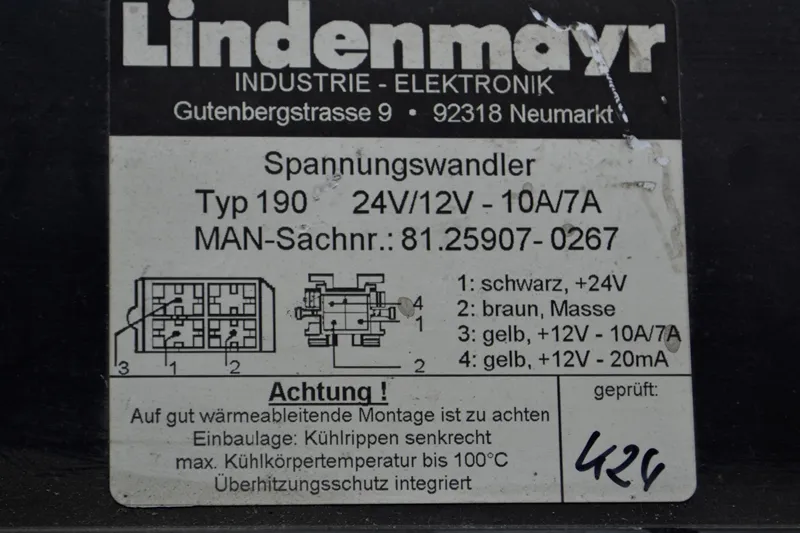 Lindenmayr
INDUSTRIE - ELEKTRONIK
Gutenbergstrasse 9 • 92318 Neumarkt
Spannungswandler
Typ 190 24V/12V - 10A/7A
MAN-Sachnr.: 81.25907-0267
1: schwarz, +24V
2: braun, Masse
3: gelb, +12V - 10A/7A
4: gelb, +12V - 20mA
3 1 2
4
1
2
Achtung !
Auf gut wärmeableitende Montage ist zu achten
Einbaulage: Kühlrippen senkrecht
max. Kühlkörpertemperatur bis 100°C
Überhitzungsschutz integriert
geprüft:
424